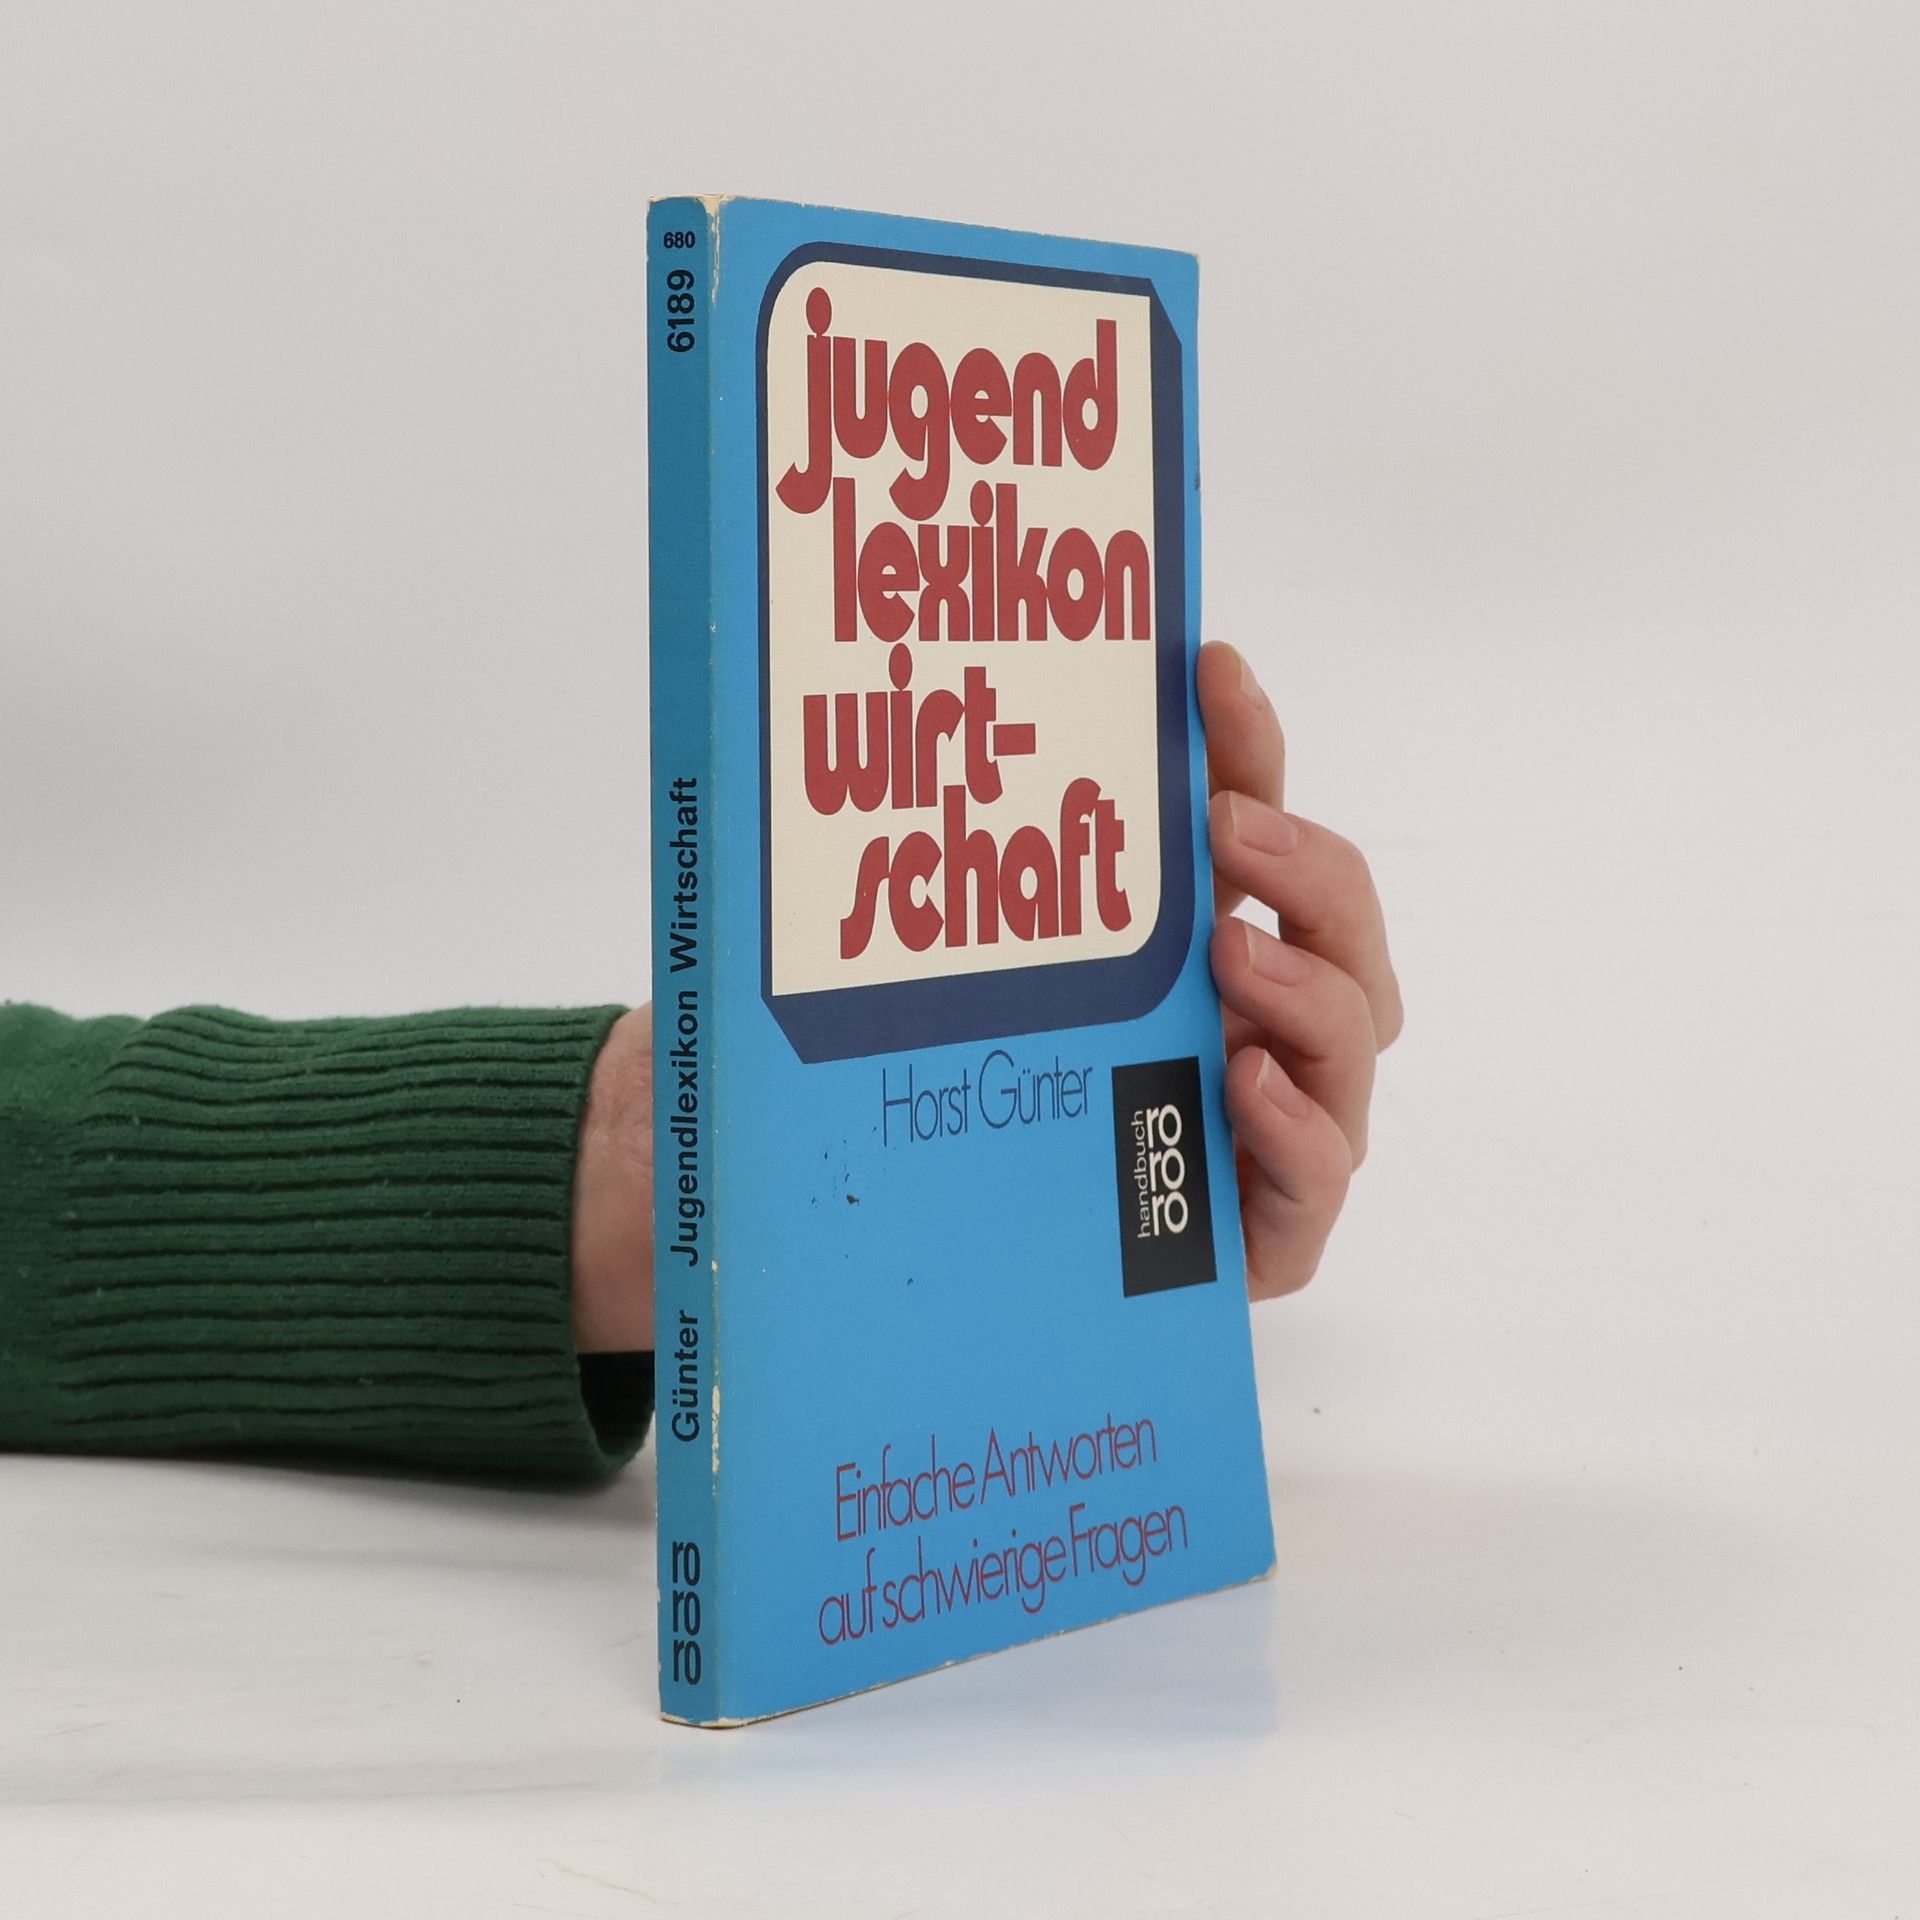 680
6189
Günter Jugendlexikon Wirtschaft
ro
ro
ro
jugend
lexikon
wirt-
schaft
Horst Günter
handbuch
ro
ro
ro
Einfache Antworten
auf schwierige Fragen